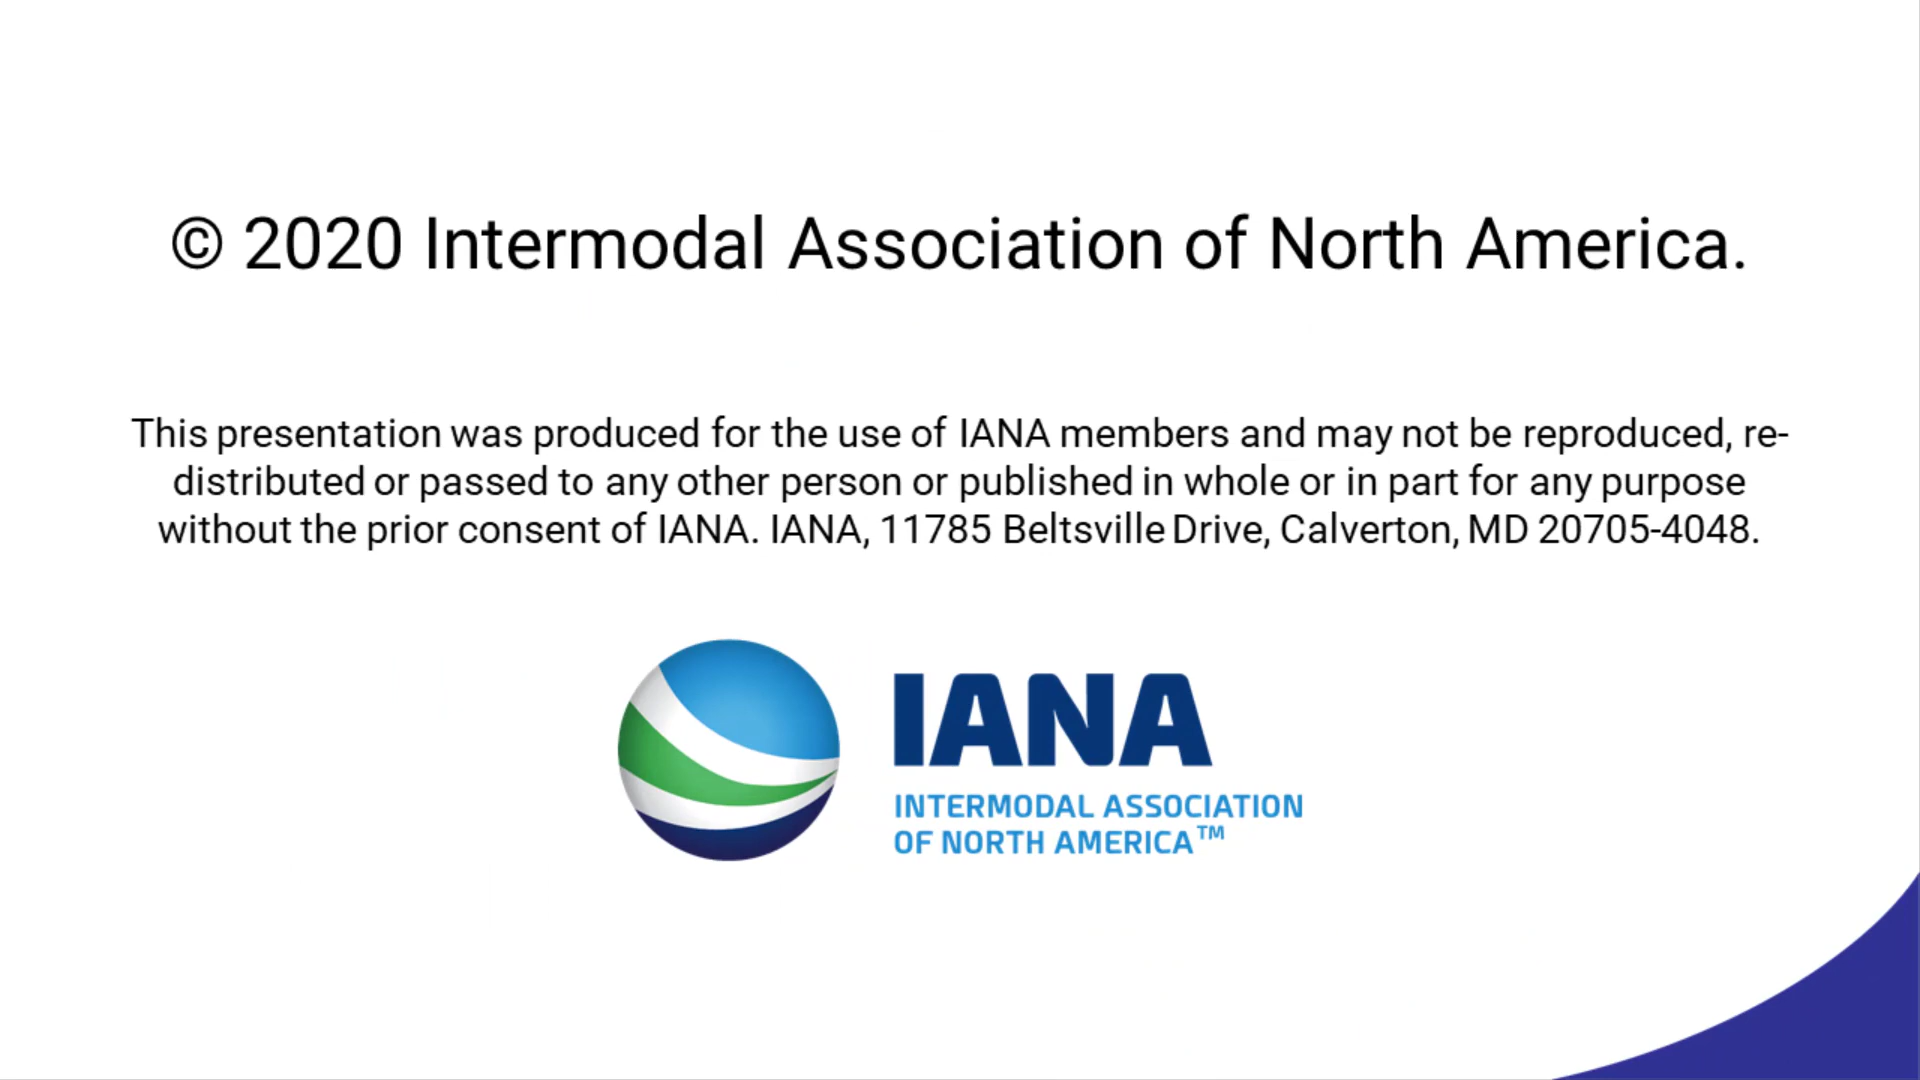 © 2020 Intermodal Association of North America.
This presentation was produced for the use of IANA members and may not be reproduced, re-
distributed or passed to any other person or published in whole or in part for any purpose
without the prior consent of IANA. IANA, 11785 Beltsville Drive, Calverton, MD 20705-4048.
IANA
INTERMODAL ASSOCIATION
OF NORTH AMERICA™